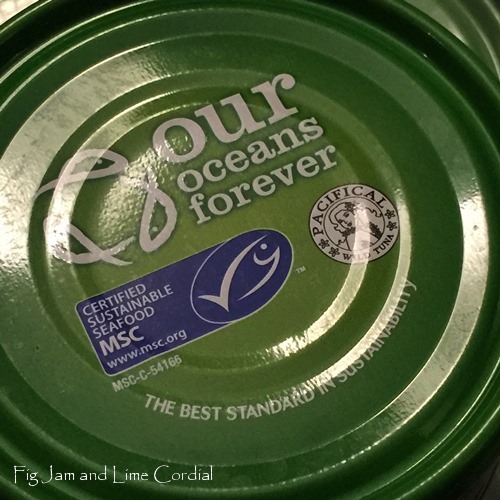 our
oceans
forever
PACIFICAL
WILD TUNA
CERTIFIED
SUSTAINABLE
SEAFOOD
MSC
www.msc.org
TM
MSC-C-54166
THE BEST STANDARD IN SUSTAINABILITY
Fig Jam and Lime Cordial